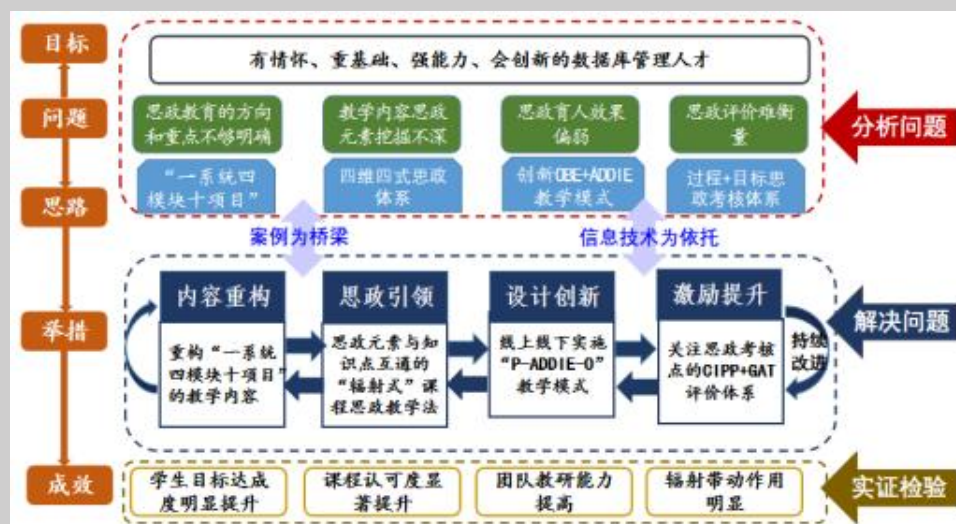 目标
有情怀、重基础、强能力、会创新的数据库管理人才
问题
思政教育的方向
和重点不够明确
教学内容思政
元素挖掘不深
思政育人效果
偏弱
思政评价难衡
量
分析问题
思路
“一系统四
模块十项目”
四维四式思政
体系
创新OBE+ADDIE
教学模式
过程+目标思
政考核体系
案例为桥梁
信息技术为依托
举措
内容重构
重构“一系统
四模块十项目”
的教学内容
思政引领
思政元素与知
识点互通的
“辐射式”课
程思政教学法
设计创新
线上线下实施
“P-ADDIE-O”
教学模式
激励提升
关注思政考核
点的CIPP+GAT
评价体系
持续
改进
解决问题
成效
学生目标达成
度明显提升
课程认可度显
著提升
团队教研能力
提高
辐射带动作用
明显
实证检验